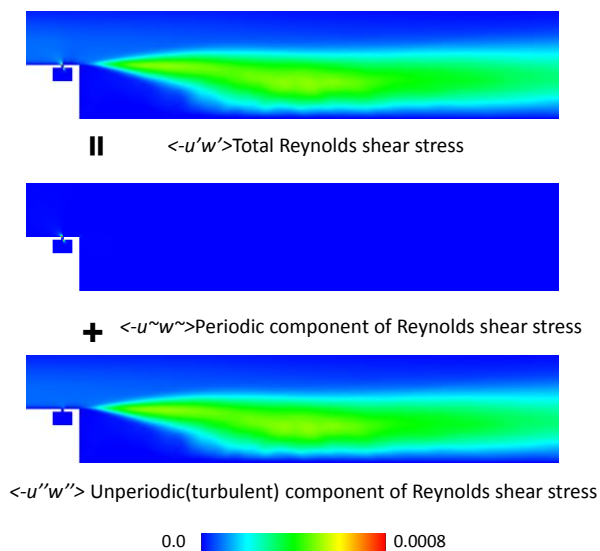 =
<-u'w'>Total Reynolds shear stress
+ <-u~w~>Periodic component of Reynolds shear stress
<-u''w''> Unperiodic(turbulent) component of Reynolds shear stress
0.0 0.0008